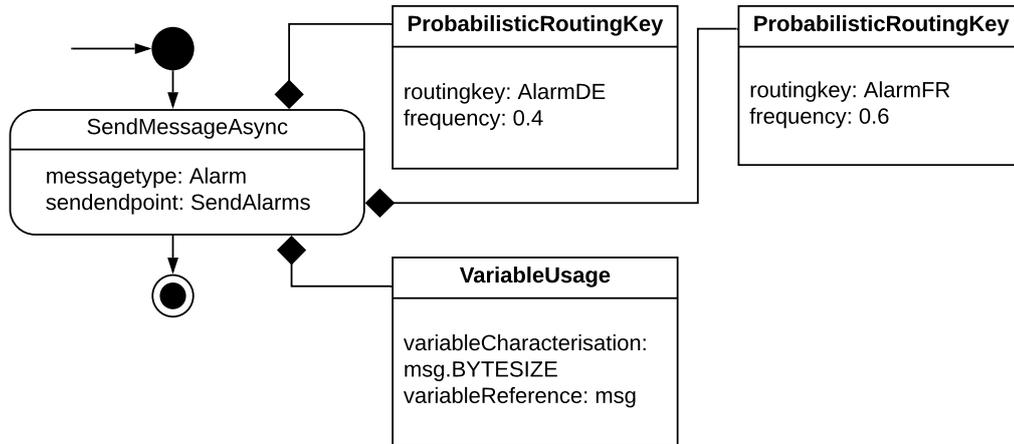 ProbabilisticRoutingKey
routingkey: AlarmDE
frequency: 0.4
ProbabilisticRoutingKey
routingkey: AlarmFR
frequency: 0.6
SendMessageAsync
messagetype: Alarm
sendendpoint: SendAlarms
VariableUsage
variableCharacterisation:
msg.BYTESIZE
variableReference: msg